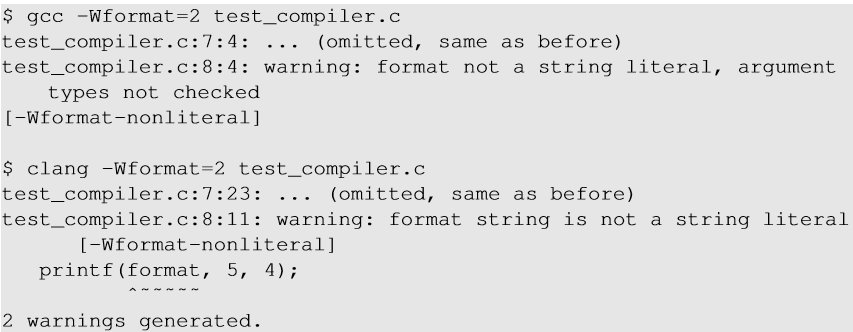 $ gcc -Wformat=2 test_compiler.c
test_compiler.c:7:4: ... (omitted, same as before)
test_compiler.c:8:4: warning: format not a string literal, argument
    types not checked
[-Wformat-nonliteral]

$ clang -Wformat=2 test_compiler.c
test_compiler.c:7:23: ... (omitted, same as before)
test_compiler.c:8:11: warning: format string is not a string literal
      [-Wformat-nonliteral]
   printf(format, 5, 4);
          ^~~~~~
2 warnings generated.